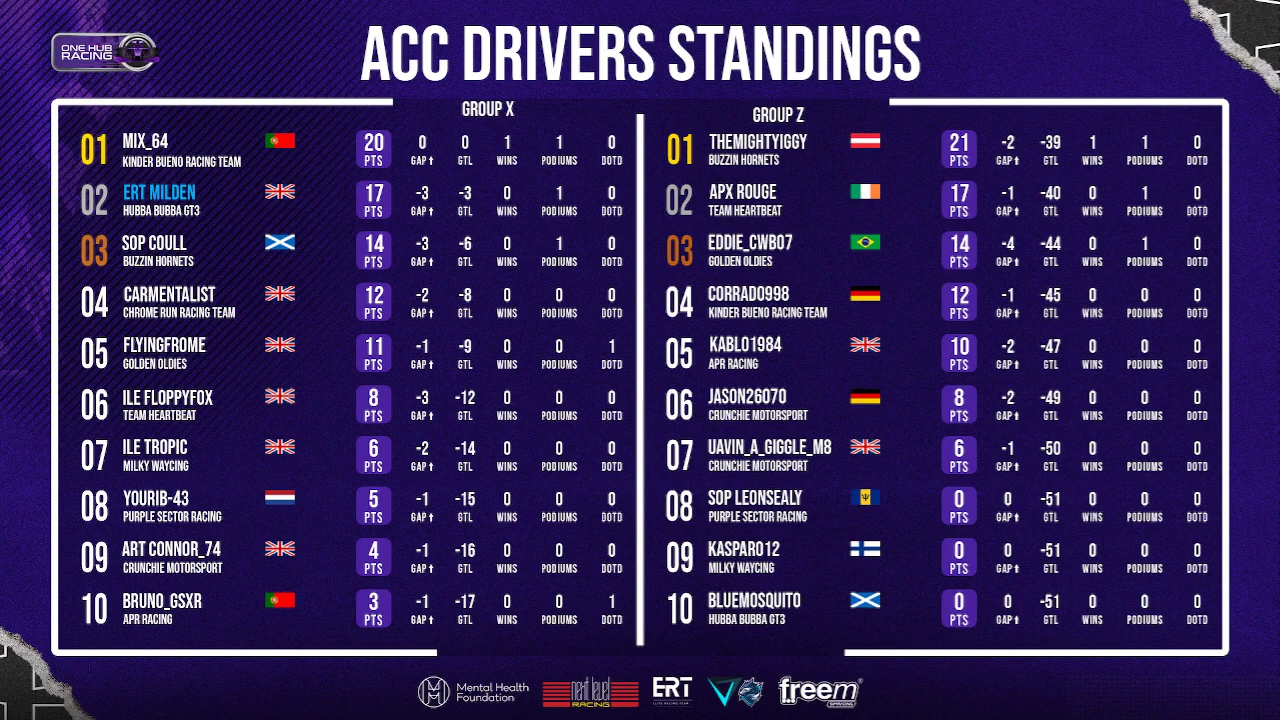 ONE HUB
RACING
ACC DRIVERS STANDINGS
GROUP X
01 MIX_64 20 0 0 1 1 0
KINDER BUENO RACING TEAM PTS GAP↑ GTL WINS PODIUMS DOTD
02 ERT MILDEN 17 -3 -3 0 1 0
HUBBA BUBBA GT3 PTS GAP↑ GTL WINS PODIUMS DOTD
03 SOP COULL 14 -3 -6 0 1 0
BUZZIN HORNETS PTS GAP↑ GTL WINS PODIUMS DOTD
04 CARMENTALIST 12 -2 -8 0 0 0
CHROME RUN RACING TEAM PTS GAP↑ GTL WINS PODIUMS DOTD
05 FLYINGFROME 11 -1 -9 0 0 1
GOLDEN OLDIES PTS GAP↑ GTL WINS PODIUMS DOTD
06 ILE FLOPPYFOX 8 -3 -12 0 0 0
TEAM HEARTBEAT PTS GAP↑ GTL WINS PODIUMS DOTD
07 ILE TROPIC 6 -2 -14 0 0 0
MILKY WAYCING PTS GAP↑ GTL WINS PODIUMS DOTD
08 YOURIB-43 5 -1 -15 0 0 0
PURPLE SECTOR RACING PTS GAP↑ GTL WINS PODIUMS DOTD
09 ART CONNOR_74 4 -1 -16 0 0 0
CRUNCHIE MOTORSPORT PTS GAP↑ GTL WINS PODIUMS DOTD
10 BRUNO_GSXR 3 -1 -17 0 0 1
APR RACING PTS GAP↑ GTL WINS PODIUMS DOTD
GROUP Z
01 THEMIGHTYIGGY 21 -2 -39 1 1 0
BUZZIN HORNETS PTS GAP↑ GTL WINS PODIUMS DOTD
02 APX ROUGE 17 -1 -40 0 1 0
TEAM HEARTBEAT PTS GAP↑ GTL WINS PODIUMS DOTD
03 EDDIE_CWB07 14 -4 -44 0 1 0
GOLDEN OLDIES PTS GAP↑ GTL WINS PODIUMS DOTD
04 CORRADO998 12 -1 -45 0 0 0
KINDER BUENO RACING TEAM PTS GAP↑ GTL WINS PODIUMS DOTD
05 KABLO1984 10 -2 -47 0 0 0
APR RACING PTS GAP↑ GTL WINS PODIUMS DOTD
06 JASON26070 8 -2 -49 0 0 0
CRUNCHIE MOTORSPORT PTS GAP↑ GTL WINS PODIUMS DOTD
07 UAVIN_A_GIGGLE_M8 6 -1 -50 0 0 0
CRUNCHIE MOTORSPORT PTS GAP↑ GTL WINS PODIUMS DOTD
08 SOP LEONSEALY 0 0 -51 0 0 0
PURPLE SECTOR RACING PTS GAP↑ GTL WINS PODIUMS DOTD
09 KASPARO12 0 0 -51 0 0 0
MILKY WAYCING PTS GAP↑ GTL WINS PODIUMS DOTD
10 BLUEMOSQUITO 0 0 -51 0 0 0
HUBBA BUBBA GT3 PTS GAP↑ GTL WINS PODIUMS DOTD
Mental Health
Foundation
next level
RACING
ERT
ELITE RACING TEAM
freem®